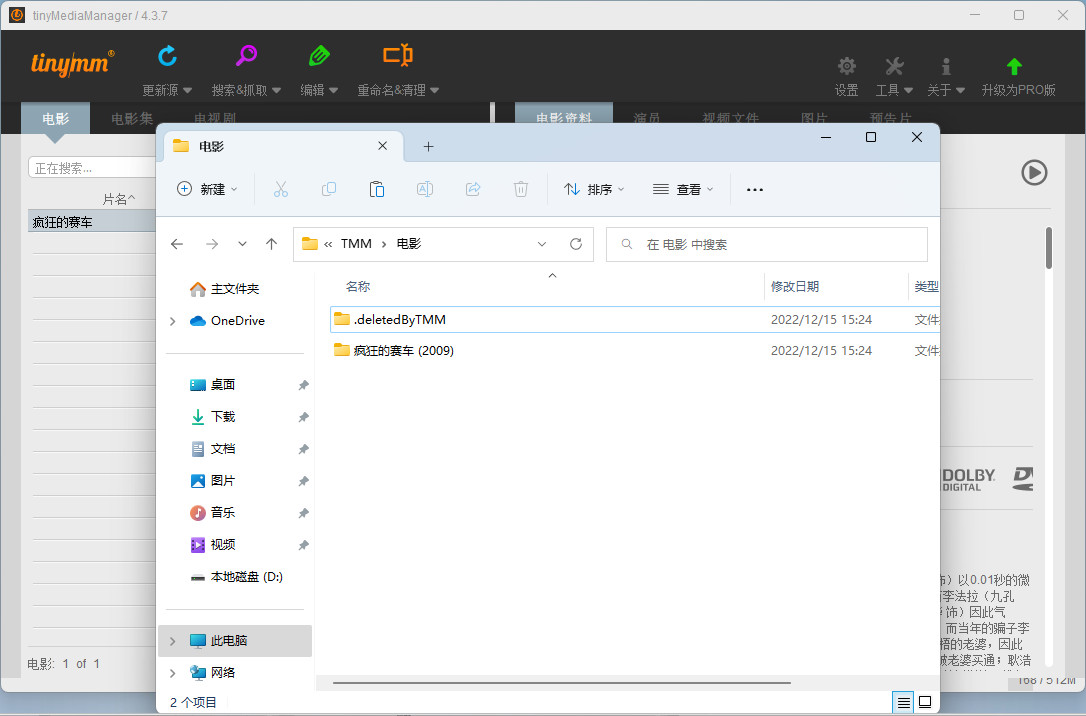 tinyMediaManager / 4.3.7
tinymm®
更新源
搜索&抓取
编辑
重命名&清理
设置
工具
关于
升级为PRO版
电影
电影集
电视剧
电影资料
演员
视频文件
图片
预告片
正在搜索...
片名^
疯狂的赛车
电影: 1 of 1
电影
新建
排序
查看
« TMM › 电影
在 电影 中搜索
主文件夹
OneDrive
桌面
下载
文档
图片
音乐
视频
本地磁盘 (D:)
此电脑
网络
名称
修改日期
类型
.deletedByTMM
2022/12/15 15:24
文件
疯狂的赛车 (2009)
2022/12/15 15:24
文件
2 个项目
DOLBY
DIGITAL
饰）以0.01秒的微
李法拉（九孔
饰）因此气
而当年的骗子李
的老婆，因此
老婆买通；耿浩
168 / 512M